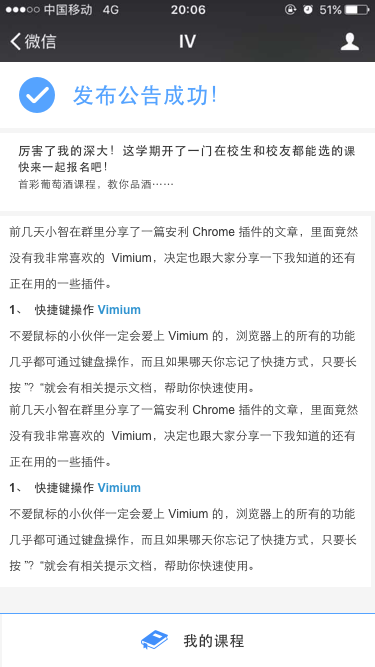 中国移动 4G 20:06 51%
微信 IV
发布公告成功！
厉害了我的深大！这学期开了一门在校生和校友都能选的课
快来一起报名吧！
首彩葡萄酒课程，教你品酒……
前几天小智在群里分享了一篇安利 Chrome 插件的文章，里面竟然
没有我非常喜欢的 Vimium，决定也跟大家分享一下我知道的还有
正在用的一些插件。
1、 快捷键操作 Vimium
不爱鼠标的小伙伴一定会爱上 Vimium 的，浏览器上的所有的功能
几乎都可通过键盘操作，而且如果哪天你忘记了快捷方式，只要长
按 ”？“就会有相关提示文档，帮助你快速使用。
前几天小智在群里分享了一篇安利 Chrome 插件的文章，里面竟然
没有我非常喜欢的 Vimium，决定也跟大家分享一下我知道的还有
正在用的一些插件。
1、 快捷键操作 Vimium
不爱鼠标的小伙伴一定会爱上 Vimium 的，浏览器上的所有的功能
几乎都可通过键盘操作，而且如果哪天你忘记了快捷方式，只要长
按 ”？“就会有相关提示文档，帮助你快速使用。
我的课程